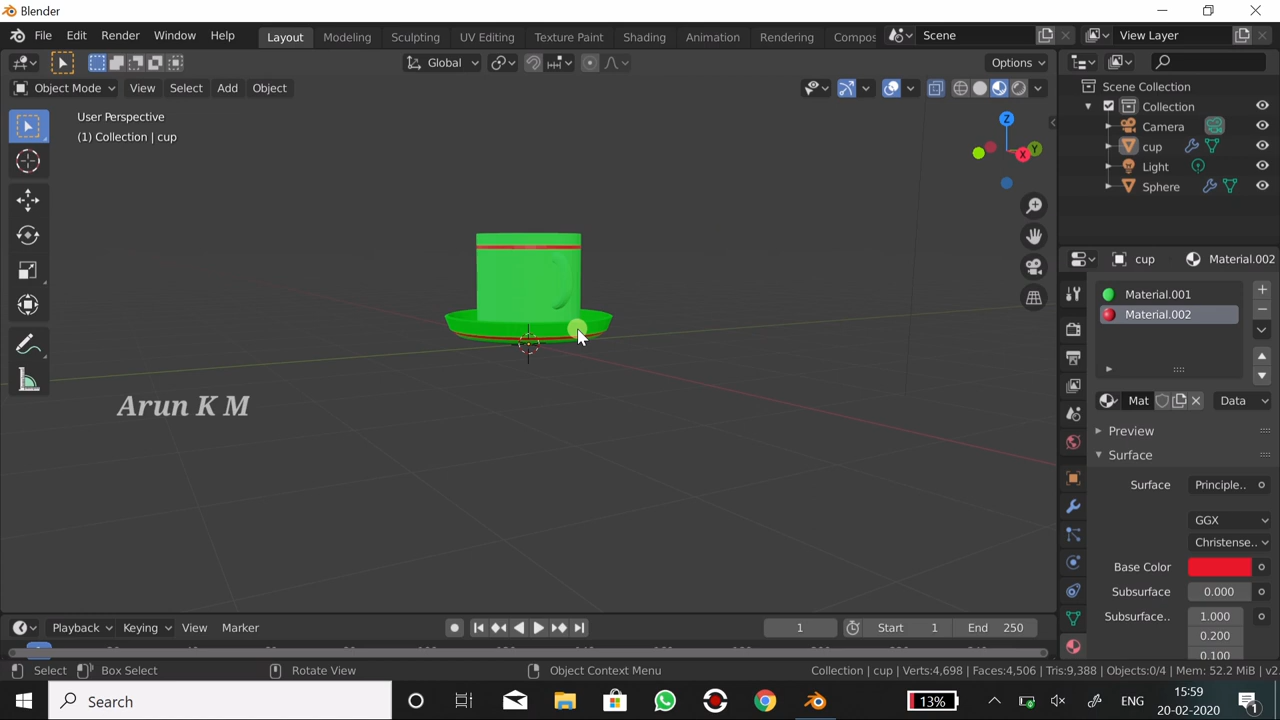 Blender
File Edit Render Window Help Layout Modeling Sculpting UV Editing Texture Paint Shading Animation Rendering Compos Scene View Layer
Global Options
Object Mode View Select Add Object
User Perspective
(1) Collection | cup
Z
X Y
Scene Collection
Collection
Camera
cup
Light
Sphere
cup Material.002
Material.001
Material.002
Mat Data
Preview
Surface
Surface Principle..
GGX
Christense..
Base Color
Subsurface 0.000
Subsurface.. 1.000
0.200
0.100
Arun K M
Playback Keying View Marker 1 Start 1 End 250
Select Box Select Rotate View Object Context Menu Collection | cup | Verts:4,698 | Faces:4,506 | Tris:9,388 | Objects:0/4 | Mem: 52.2 MiB | v2
Search 13% ENG 15:59
20-02-2020 1